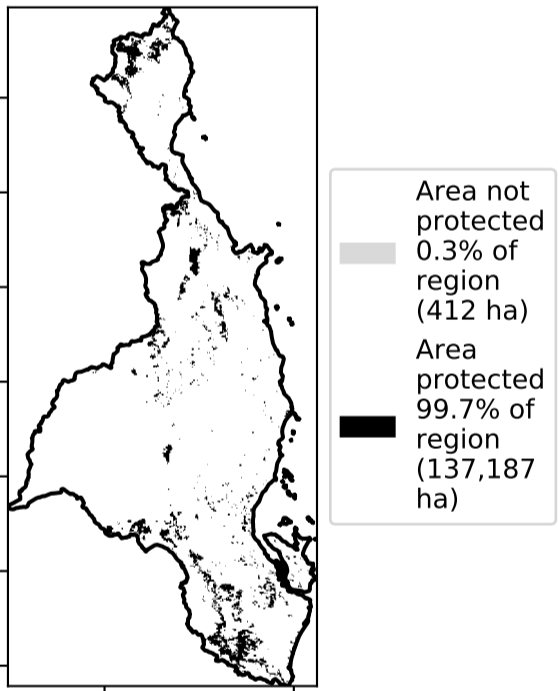 Area not
protected
0.3% of
region
(412 ha)
Area
protected
99.7% of
region
(137,187
ha)